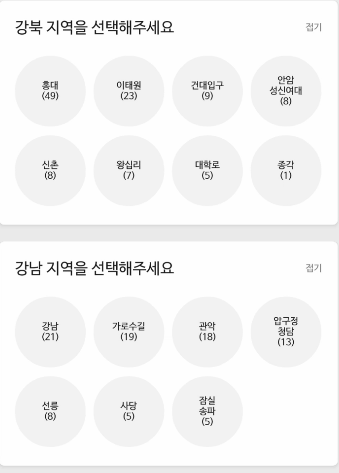 강북 지역을 선택해주세요
접기
홍대
(49)
이태원
(23)
건대입구
(9)
안암
성신여대
(8)
신촌
(8)
왕십리
(7)
대학로
(5)
종각
(1)
강남 지역을 선택해주세요
접기
강남
(21)
가로수길
(19)
관악
(18)
압구정
청담
(13)
선릉
(8)
사당
(5)
잠실
송파
(5)